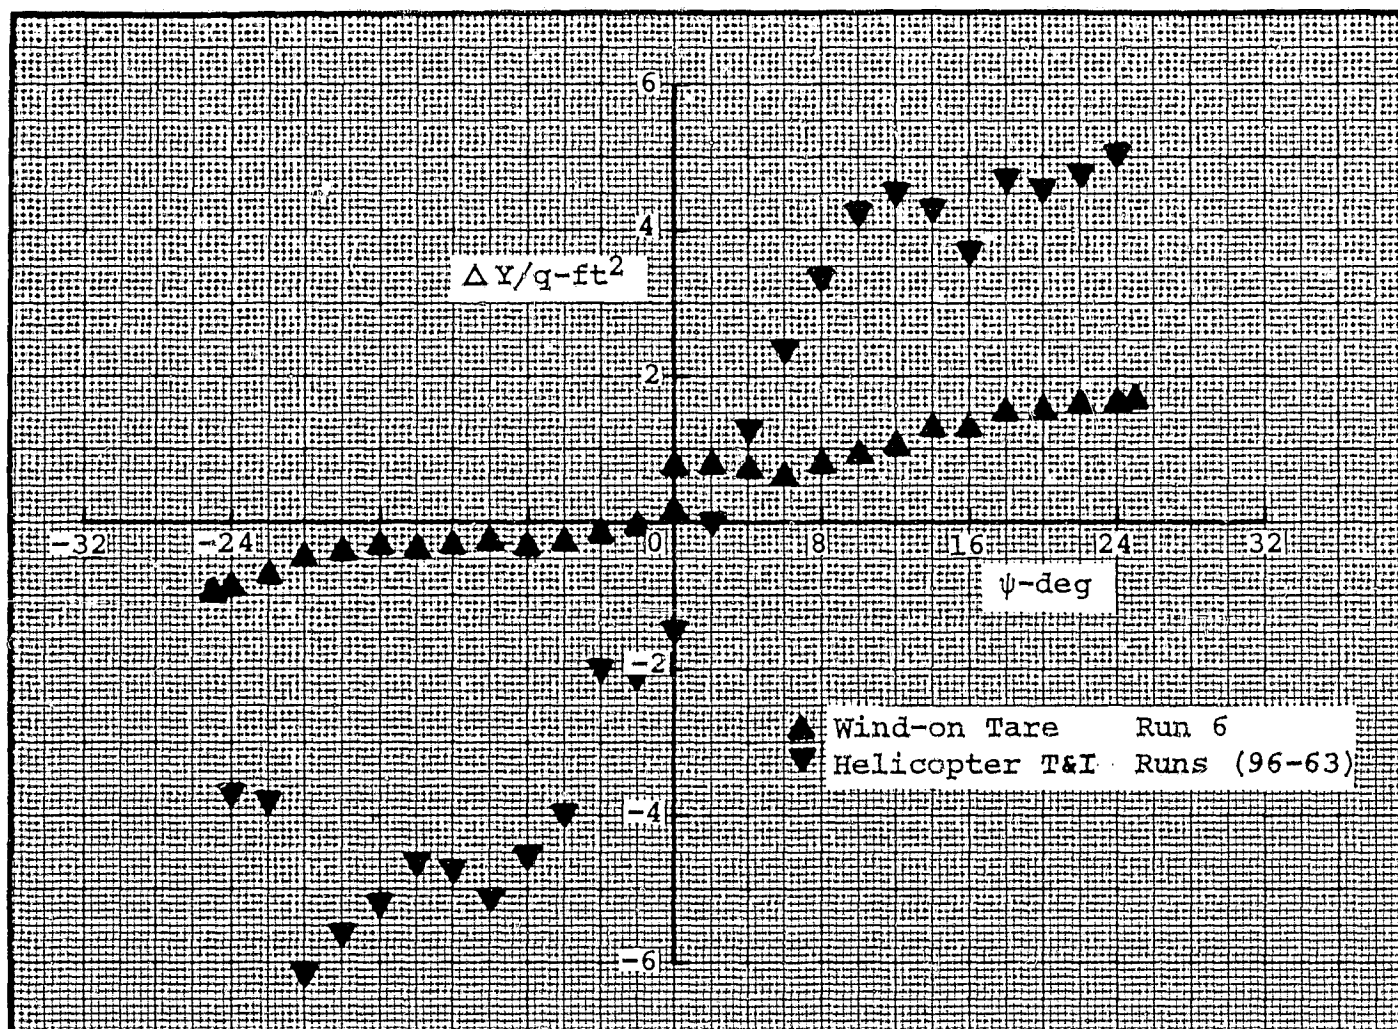 6
4
Δ Y/q-ft²
2
-32 -24 0 8 16 24 32
ψ-deg
-2
▲ Wind-on Tare Run 6
▼ Helicopter T&I Runs (96-63)
-4
-6